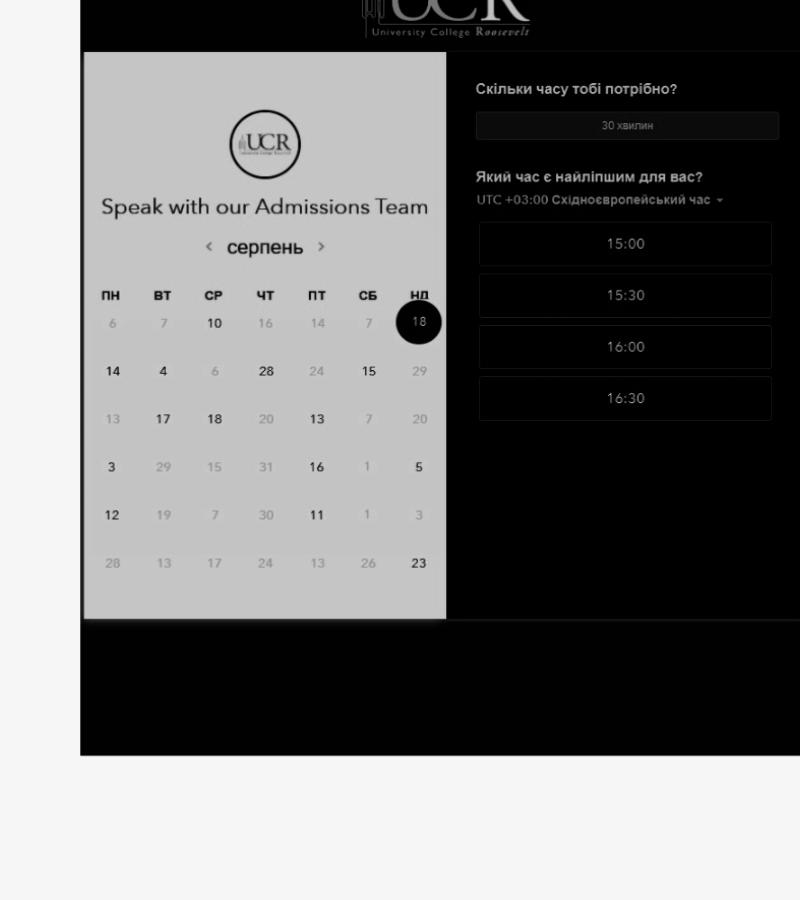 UCR
University College Roosevelt
UCR
Speak with our Admissions Team
серпень
ПН ВТ СР ЧТ ПТ СБ НД
6 7 10 16 14 7 18
14 4 6 28 24 15 29
13 17 18 20 13 7 20
3 29 15 31 16 1 5
12 19 7 30 11 1 3
28 13 17 24 13 26 23
Скільки часу тобі потрібно?
30 хвилин
Який час є найліпшим для вас?
UTC +03:00 Східноєвропейський час
15:00
15:30
16:00
16:30